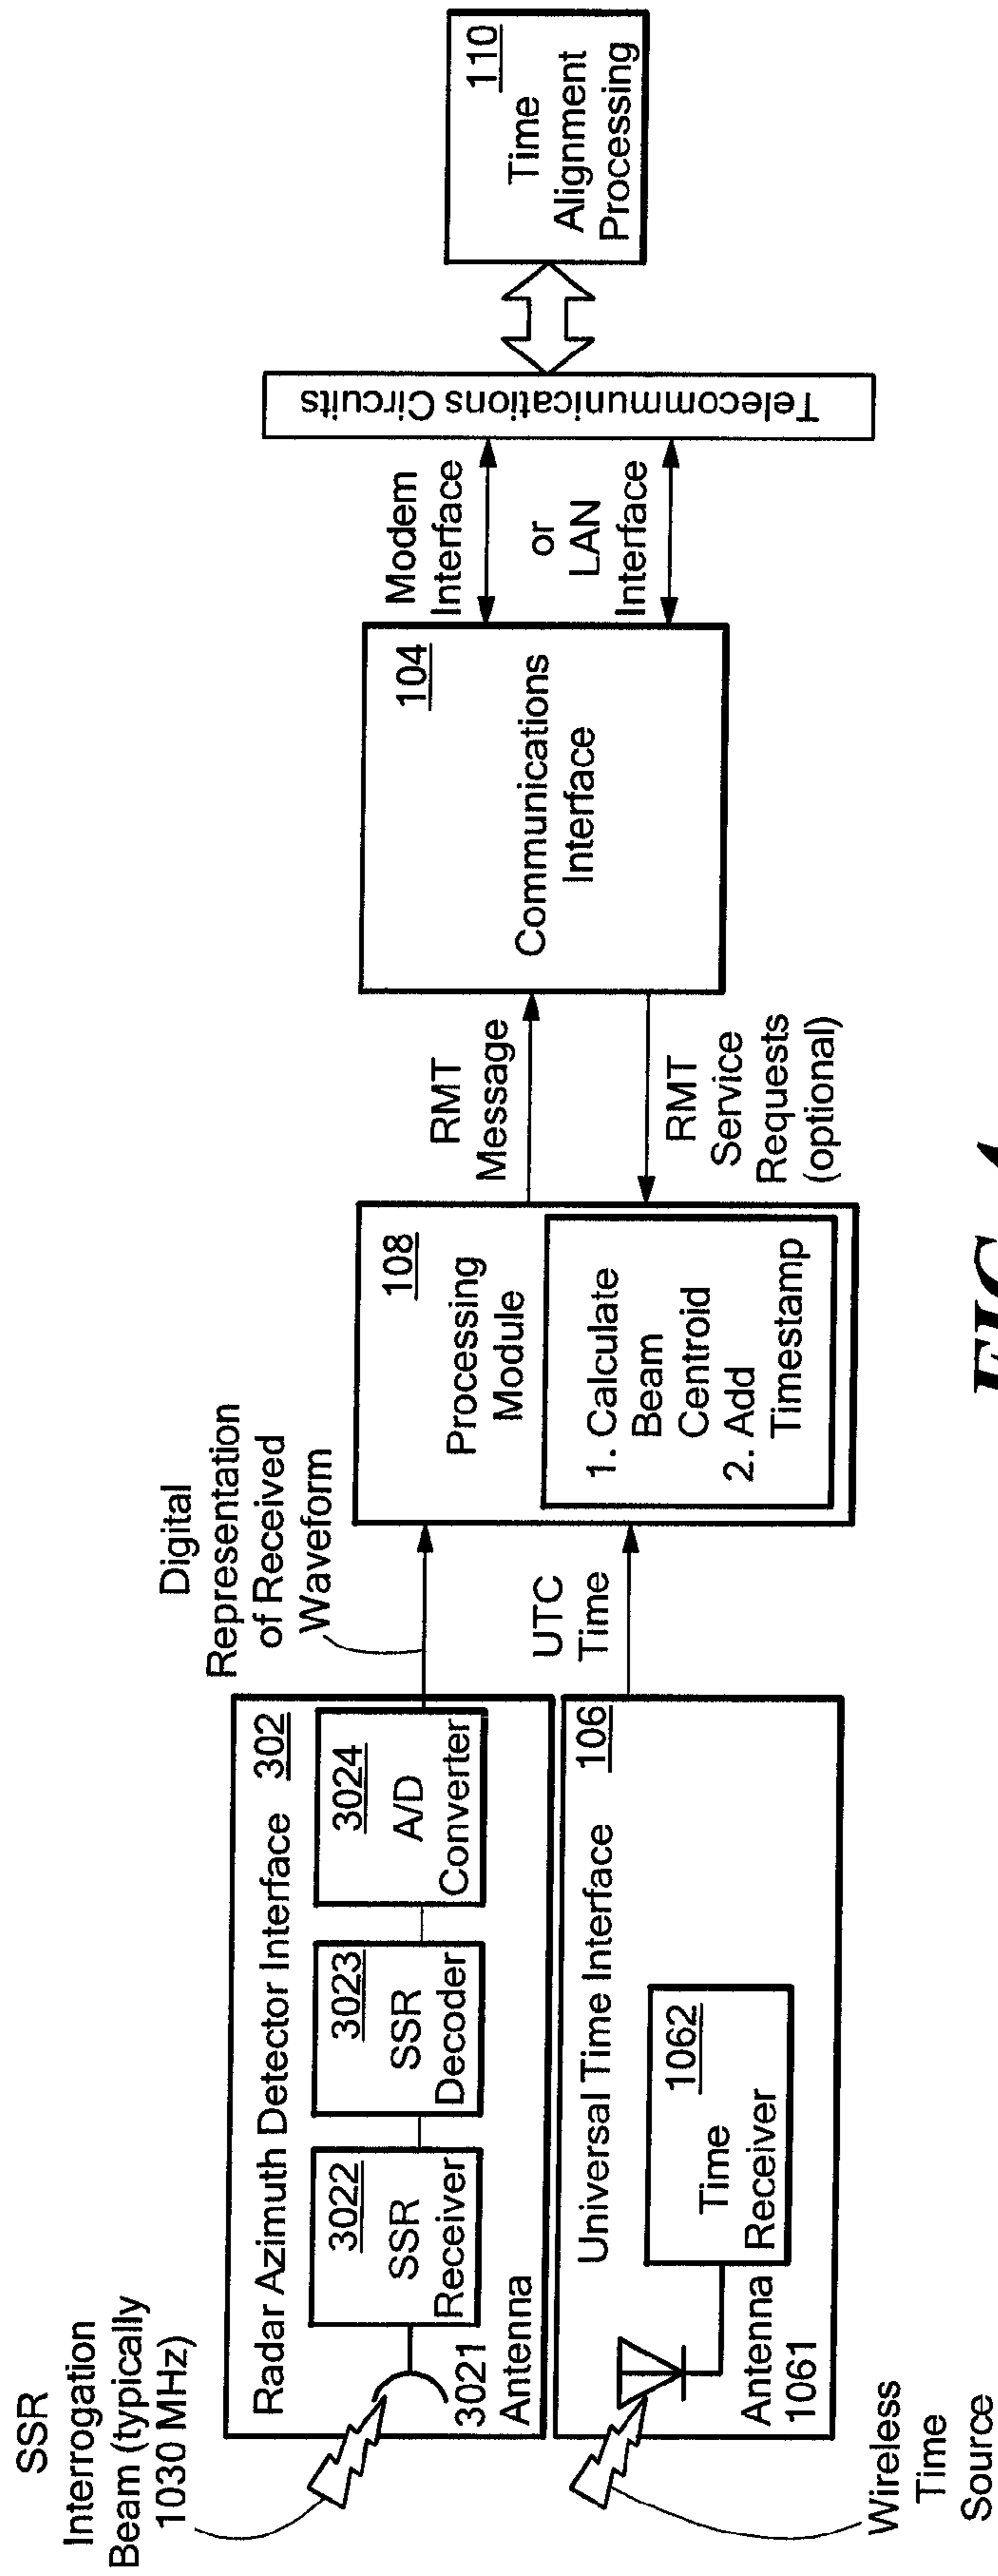 SSR
Interrogation
Beam (typically
1030 MHz)
Radar Azimuth Detector Interface 302
3022
SSR
Receiver
3023
SSR
Decoder
3024
A/D
Converter
3021
Antenna
Digital
Representation
of Received
Waveform
Universal Time Interface 106
1062
Time
Receiver
Antenna
1061
Wireless
Time
Source
UTC
Time
108
Processing
Module
1. Calculate
Beam
Centroid
2. Add
Timestamp
RMT
Message
RMT
Service
Requests
(optional)
104
Communications
Interface
Modem
Interface
or
LAN
Interface
Telecommunications Circuits
110
Time
Alignment
Processing
FIG.